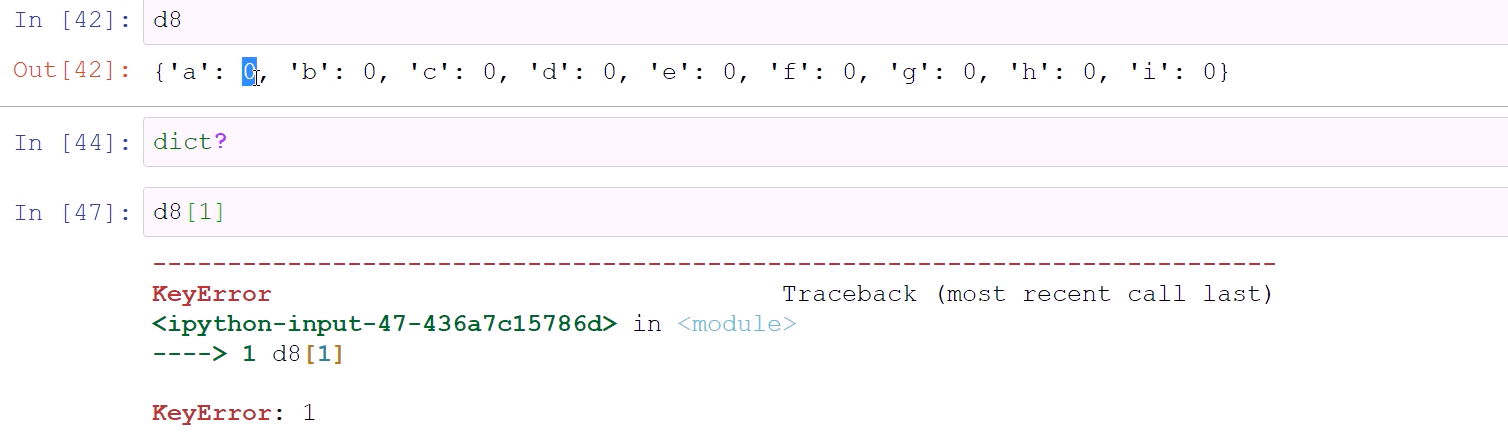 In [42]: d8
Out[42]: {'a': 0, 'b': 0, 'c': 0, 'd': 0, 'e': 0, 'f': 0, 'g': 0, 'h': 0, 'i': 0}
In [44]: dict?
In [47]: d8[1]
---------------------------------------------------------------------------
KeyError                                  Traceback (most recent call last)
<ipython-input-47-436a7c15786d> in <module>
----> 1 d8[1]
KeyError: 1